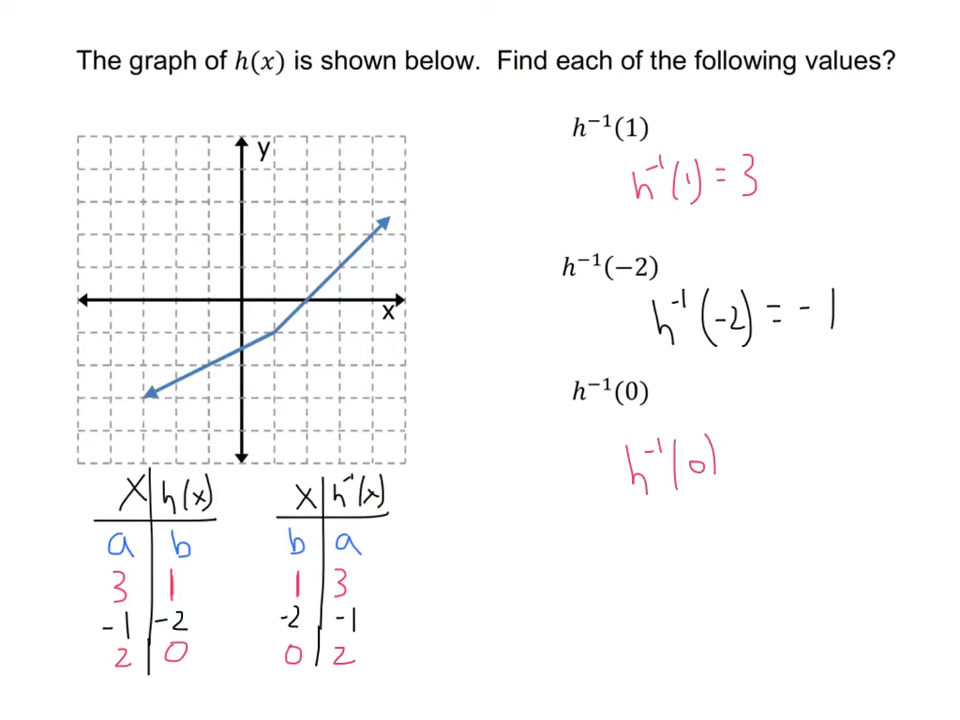 The graph of h(x) is shown below. Find each of the following values?
h⁻¹(1)
h⁻¹(1) = 3
h⁻¹(−2)
h⁻¹(-2) = -1
h⁻¹(0)
h⁻¹(0)
y
x
x h(x)
a b
3 1
-1 -2
2 0
x h⁻¹(x)
b a
1 3
-2 -1
0 2